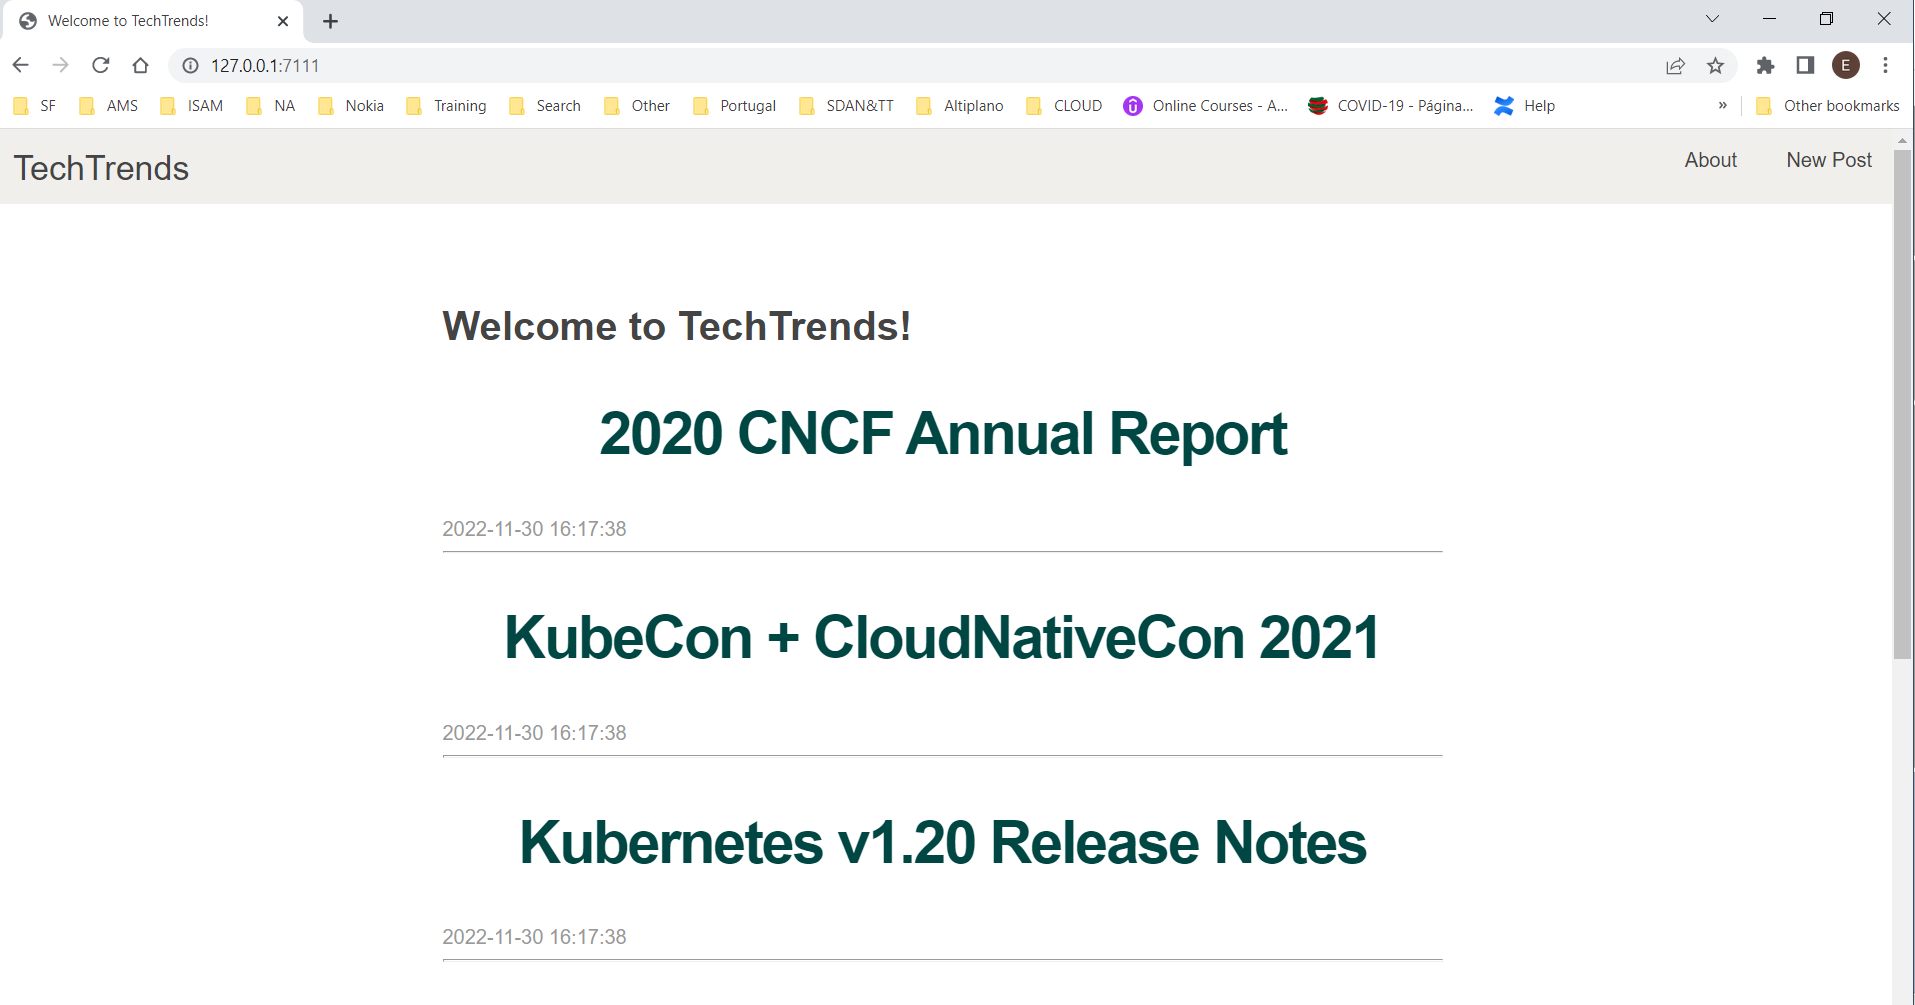 Welcome to TechTrends!
127.0.0.1:7111
E
SF AMS ISAM NA Nokia Training Search Other Portugal SDAN&TT Altiplano CLOUD Online Courses - A... COVID-19 - Página... Help » Other bookmarks
TechTrends About New Post
Welcome to TechTrends!
2020 CNCF Annual Report
2022-11-30 16:17:38
KubeCon + CloudNativeCon 2021
2022-11-30 16:17:38
Kubernetes v1.20 Release Notes
2022-11-30 16:17:38